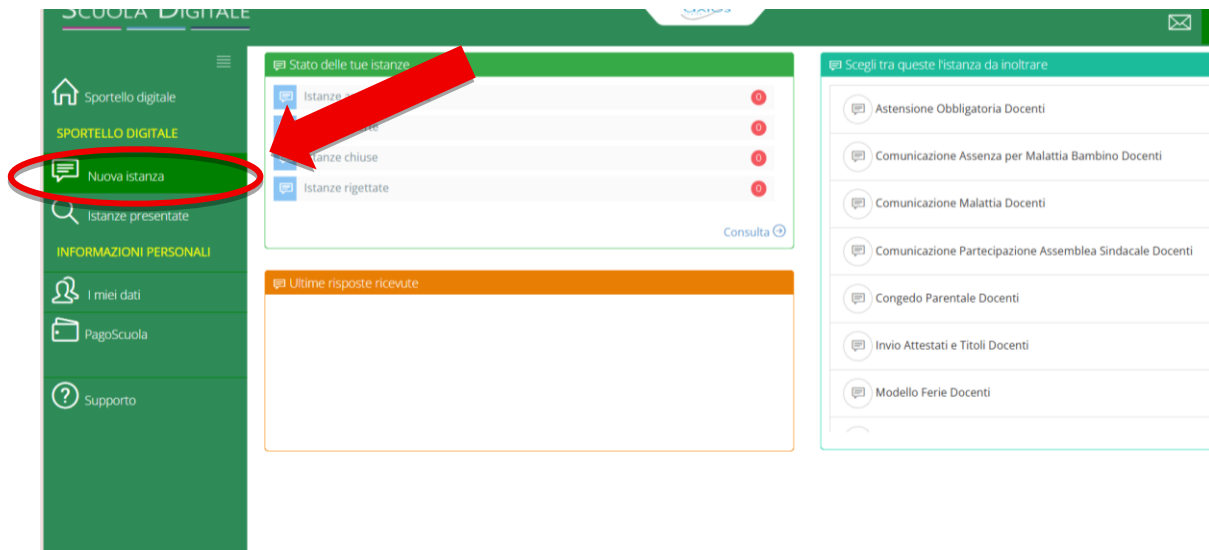 SCUOLA DIGITALE
axios
Sportello digitale
SPORTELLO DIGITALE
Nuova istanza
Istanze presentate
INFORMAZIONI PERSONALI
I miei dati
PagoScuola
Supporto
Stato delle tue istanze
Istanze
0
0
Istanze chiuse
0
Istanze rigettate
0
Consulta
Ultime risposte ricevute
Scegli tra queste l'istanza da inoltrare
Astensione Obbligatoria Docenti
Comunicazione Assenza per Malattia Bambino Docenti
Comunicazione Malattia Docenti
Comunicazione Partecipazione Assemblea Sindacale Docenti
Congedo Parentale Docenti
Invio Attestati e Titoli Docenti
Modello Ferie Docenti